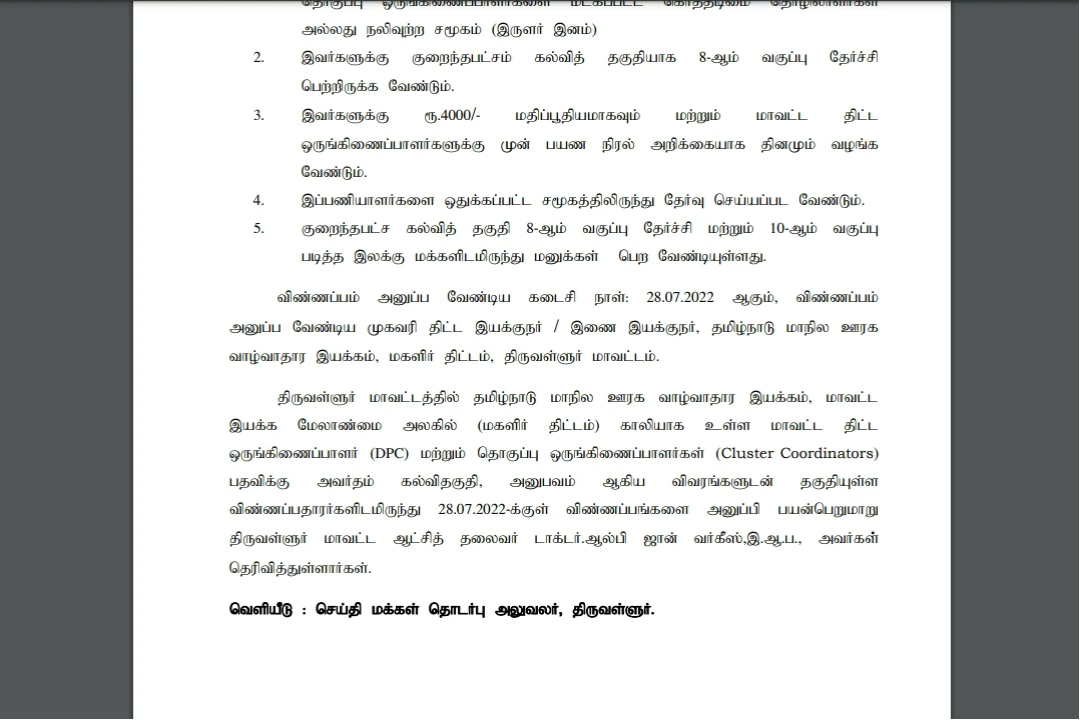 தொகுப்பு ஒருங்கிணைப்பாளர்களை மீட்கப்பட்ட கொத்தடிமை தொழிலாளர்கள்
அல்லது நலிவுற்ற சமூகம் (இருளர் இனம்)
2. இவர்களுக்கு குறைந்தபட்சம் கல்வித் தகுதியாக 8-ஆம் வகுப்பு தேர்ச்சி
பெற்றிருக்க வேண்டும்.
3. இவர்களுக்கு ரூ.4000/- மதிப்பூதியமாகவும் மற்றும் மாவட்ட திட்ட
ஒருங்கிணைப்பாளர்களுக்கு முன் பயண நிரல் அறிக்கையாக தினமும் வழங்க
வேண்டும்.
4. இப்பணியாளர்களை ஒதுக்கப்பட்ட சமூகத்திலிருந்து தேர்வு செய்யப்பட வேண்டும்.
5. குறைந்தபட்ச கல்வித் தகுதி 8-ஆம் வகுப்பு தேர்ச்சி மற்றும் 10-ஆம் வகுப்பு
படித்த இலக்கு மக்களிடமிருந்து மனுக்கள் பெற வேண்டியுள்ளது.
விண்ணப்பம் அனுப்ப வேண்டிய கடைசி நாள்: 28.07.2022 ஆகும், விண்ணப்பம்
அனுப்ப வேண்டிய முகவரி திட்ட இயக்குநர் / இணை இயக்குநர், தமிழ்நாடு மாநில ஊரக
வாழ்வாதார இயக்கம், மகளிர் திட்டம், திருவள்ளுர் மாவட்டம்.
திருவள்ளுர் மாவட்டத்தில் தமிழ்நாடு மாநில ஊரக வாழ்வாதார இயக்கம், மாவட்ட
இயக்க மேலாண்மை அலகில் (மகளிர் திட்டம்) காலியாக உள்ள மாவட்ட திட்ட
ஒருங்கிணைப்பாளர் (DPC) மற்றும் தொகுப்பு ஒருங்கிணைப்பாளர்கள் (Cluster Coordinators)
பதவிக்கு அவர்தம் கல்விதகுதி, அனுபவம் ஆகிய விவரங்களுடன் தகுதியுள்ள
விண்ணப்பதாரர்களிடமிருந்து 28.07.2022-க்குள் விண்ணப்பங்களை அனுப்பி பயன்பெறுமாறு
திருவள்ளுர் மாவட்ட ஆட்சித் தலைவர் டாக்டர்.ஆல்பி ஜான் வர்கீஸ்,இ.ஆ.ப., அவர்கள்
தெரிவித்துள்ளார்கள்.
வெளியீடு : செய்தி மக்கள் தொடர்பு அலுவலர், திருவள்ளுர்.